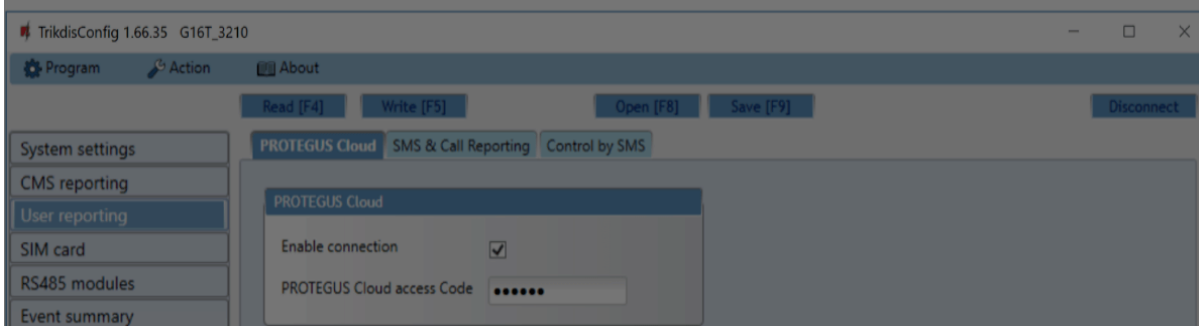 TrikdisConfig 1.66.35 G16T_3210
Program Action About
Read [F4] Write [F5] Open [F8] Save [F9] Disconnect
System settings
CMS reporting
User reporting
SIM card
RS485 modules
Event summary
PROTEGUS Cloud SMS & Call Reporting Control by SMS
PROTEGUS Cloud
Enable connection
PROTEGUS Cloud access Code ••••••